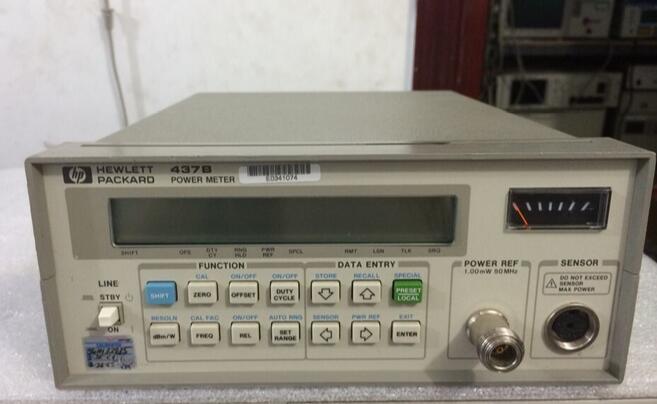 hp HEWLETT PACKARD 437B POWER METER
E0341074
SHIFT OFS DTY CY RNG HLD PWR REF SPCL RMT LSN TLK SRQ
FUNCTION DATA ENTRY POWER REF SENSOR
1.00mW 50MHz
CAL ON/OFF ON/OFF STORE RECALL SPECIAL
DO NOT EXCEED SENSOR MAX POWER
LINE
SHIFT ZERO OFFSET DUTY CYCLE PRESET LOCAL
STBY
ON
RESOLN CAL FAC ON/OFF AUTO RNG SENSOR PWR REF EXIT
dBm/W FREQ REL SET RANGE ENTER